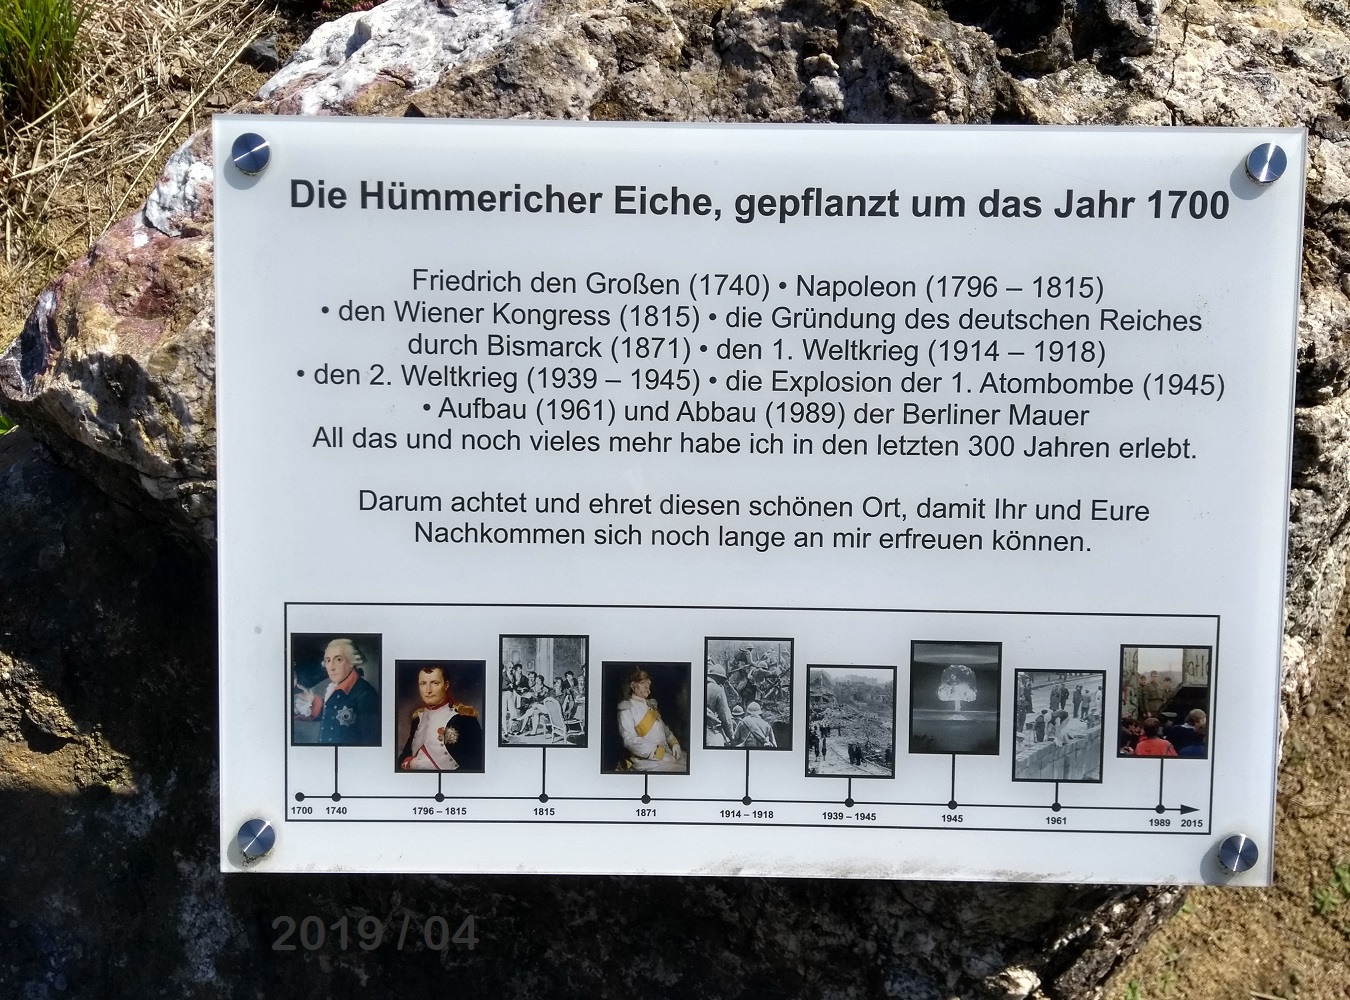 Die Hümmericher Eiche, gepflanzt um das Jahr 1700
Friedrich den Großen (1740) • Napoleon (1796 – 1815)
• den Wiener Kongress (1815) • die Gründung des deutschen Reiches
durch Bismarck (1871) • den 1. Weltkrieg (1914 – 1918)
• den 2. Weltkrieg (1939 – 1945) • die Explosion der 1. Atombombe (1945)
• Aufbau (1961) und Abbau (1989) der Berliner Mauer
All das und noch vieles mehr habe ich in den letzten 300 Jahren erlebt.
Darum achtet und ehret diesen schönen Ort, damit Ihr und Eure
Nachkommen sich noch lange an mir erfreuen können.
1700 1740 1796 – 1815 1815 1871 1914 – 1918 1939 – 1945 1945 1961 1989 2015
2019 / 04